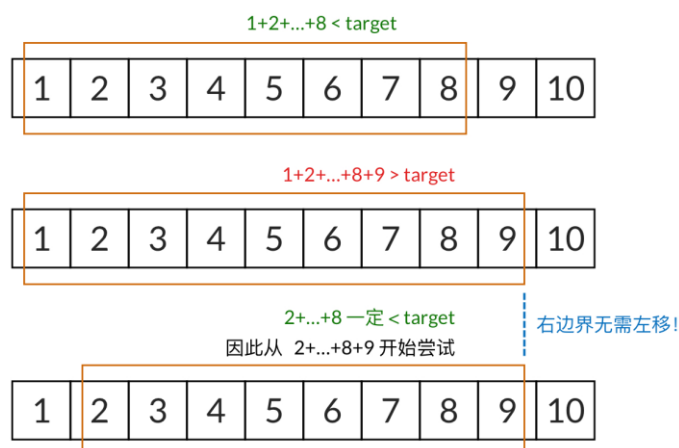 1+2+...+8 < target
1 2 3 4 5 6 7 8 9 10
1+2+...+8+9 > target
1 2 3 4 5 6 7 8 9 10
2+...+8 一定 < target
右边界无需左移!
因此从 2+...+8+9 开始尝试
1 2 3 4 5 6 7 8 9 10